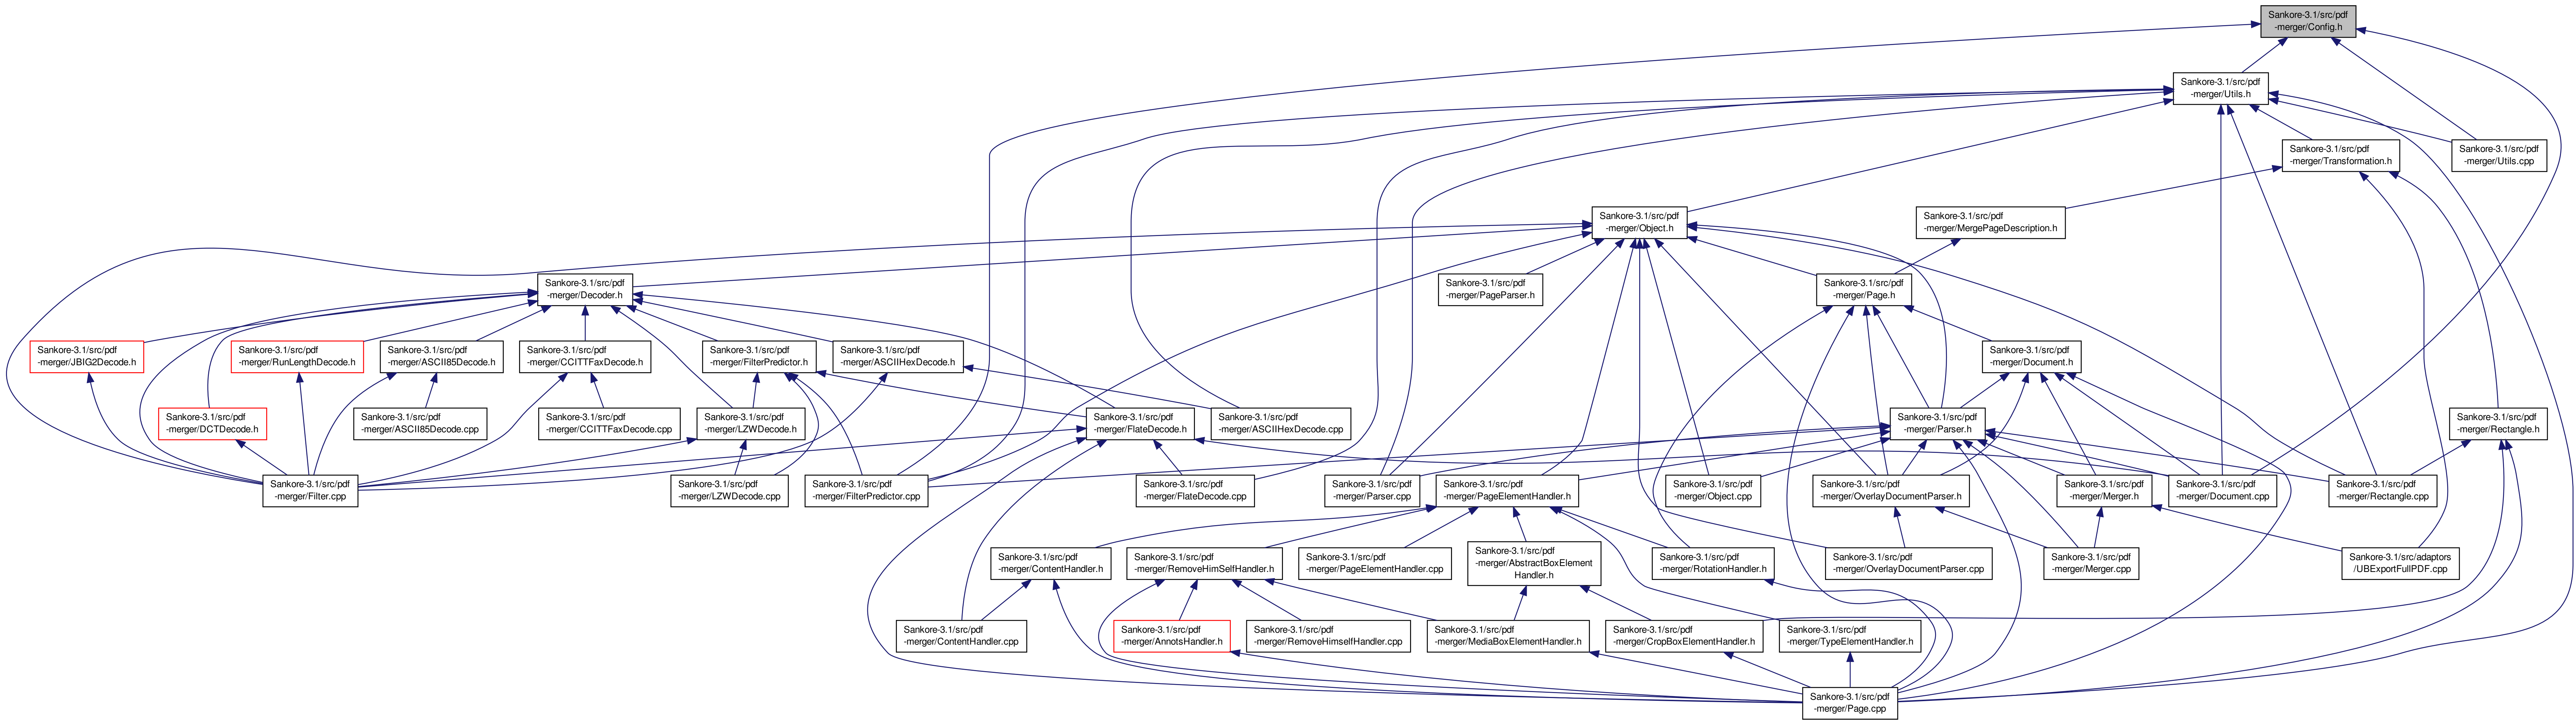 Sankore-3.1/src/pdf
-merger/Config.h
Sankore-3.1/src/pdf
-merger/Utils.h
Sankore-3.1/src/pdf
-merger/Transformation.h
Sankore-3.1/src/pdf
-merger/Utils.cpp
Sankore-3.1/src/pdf
-merger/Object.h
Sankore-3.1/src/pdf
-merger/MergePageDescription.h
Sankore-3.1/src/pdf
-merger/Decoder.h
Sankore-3.1/src/pdf
-merger/PageParser.h
Sankore-3.1/src/pdf
-merger/Page.h
Sankore-3.1/src/pdf
-merger/JBIG2Decode.h
Sankore-3.1/src/pdf
-merger/RunLengthDecode.h
Sankore-3.1/src/pdf
-merger/ASCII85Decode.h
Sankore-3.1/src/pdf
-merger/CCITTFaxDecode.h
Sankore-3.1/src/pdf
-merger/FilterPredictor.h
Sankore-3.1/src/pdf
-merger/ASCIIHexDecode.h
Sankore-3.1/src/pdf
-merger/Document.h
Sankore-3.1/src/pdf
-merger/DCTDecode.h
Sankore-3.1/src/pdf
-merger/ASCII85Decode.cpp
Sankore-3.1/src/pdf
-merger/CCITTFaxDecode.cpp
Sankore-3.1/src/pdf
-merger/LZWDecode.h
Sankore-3.1/src/pdf
-merger/FlateDecode.h
Sankore-3.1/src/pdf
-merger/ASCIIHexDecode.cpp
Sankore-3.1/src/pdf
-merger/Parser.h
Sankore-3.1/src/pdf
-merger/Rectangle.h
Sankore-3.1/src/pdf
-merger/Filter.cpp
Sankore-3.1/src/pdf
-merger/LZWDecode.cpp
Sankore-3.1/src/pdf
-merger/FilterPredictor.cpp
Sankore-3.1/src/pdf
-merger/FlateDecode.cpp
Sankore-3.1/src/pdf
-merger/Parser.cpp
Sankore-3.1/src/pdf
-merger/PageElementHandler.h
Sankore-3.1/src/pdf
-merger/Object.cpp
Sankore-3.1/src/pdf
-merger/OverlayDocumentParser.h
Sankore-3.1/src/pdf
-merger/Merger.h
Sankore-3.1/src/pdf
-merger/Document.cpp
Sankore-3.1/src/pdf
-merger/Rectangle.cpp
Sankore-3.1/src/pdf
-merger/ContentHandler.h
Sankore-3.1/src/pdf
-merger/RemoveHimSelfHandler.h
Sankore-3.1/src/pdf
-merger/PageElementHandler.cpp
Sankore-3.1/src/pdf
-merger/AbstractBoxElement
Handler.h
Sankore-3.1/src/pdf
-merger/RotationHandler.h
Sankore-3.1/src/pdf
-merger/OverlayDocumentParser.cpp
Sankore-3.1/src/pdf
-merger/Merger.cpp
Sankore-3.1/src/adaptors
/UBExportFullPDF.cpp
Sankore-3.1/src/pdf
-merger/ContentHandler.cpp
Sankore-3.1/src/pdf
-merger/AnnotsHandler.h
Sankore-3.1/src/pdf
-merger/RemoveHimselfHandler.cpp
Sankore-3.1/src/pdf
-merger/MediaBoxElementHandler.h
Sankore-3.1/src/pdf
-merger/CropBoxElementHandler.h
Sankore-3.1/src/pdf
-merger/TypeElementHandler.h
Sankore-3.1/src/pdf
-merger/Page.cpp